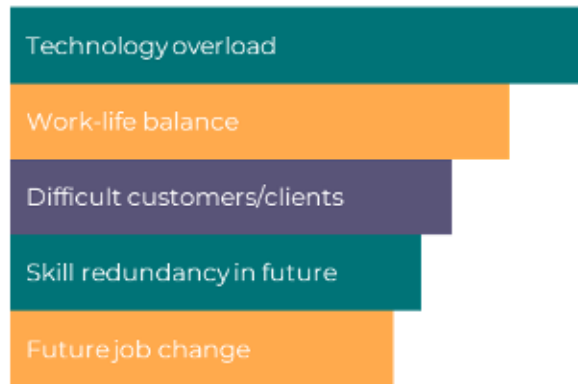 Technology overload
Work-life balance
Difficult customers/clients
Skill redundancy in future
Future job change